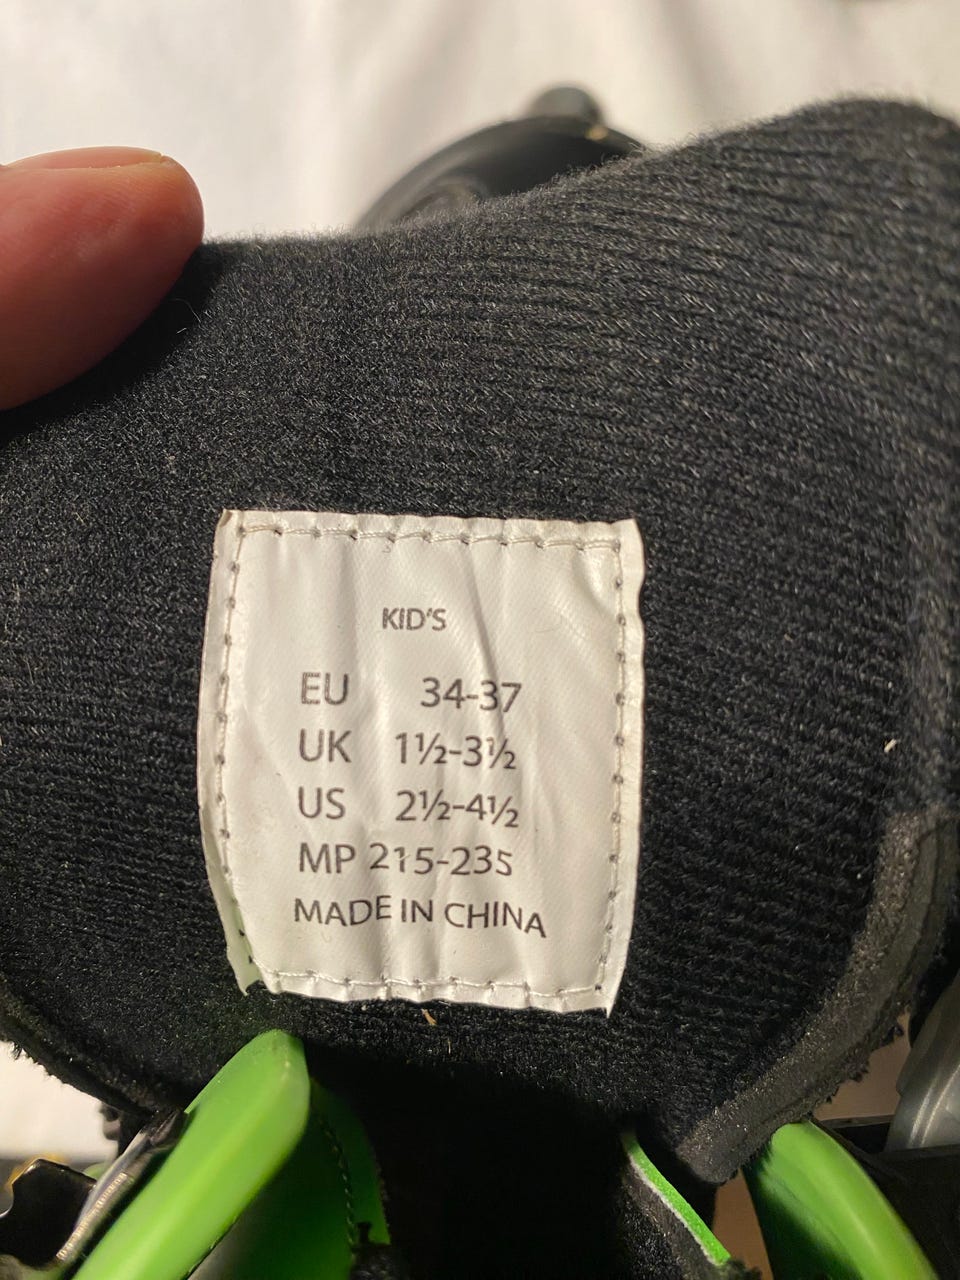 KID'S
EU 34-37
UK 1½-3½
US 2½-4½
MP 215-235
MADE IN CHINA